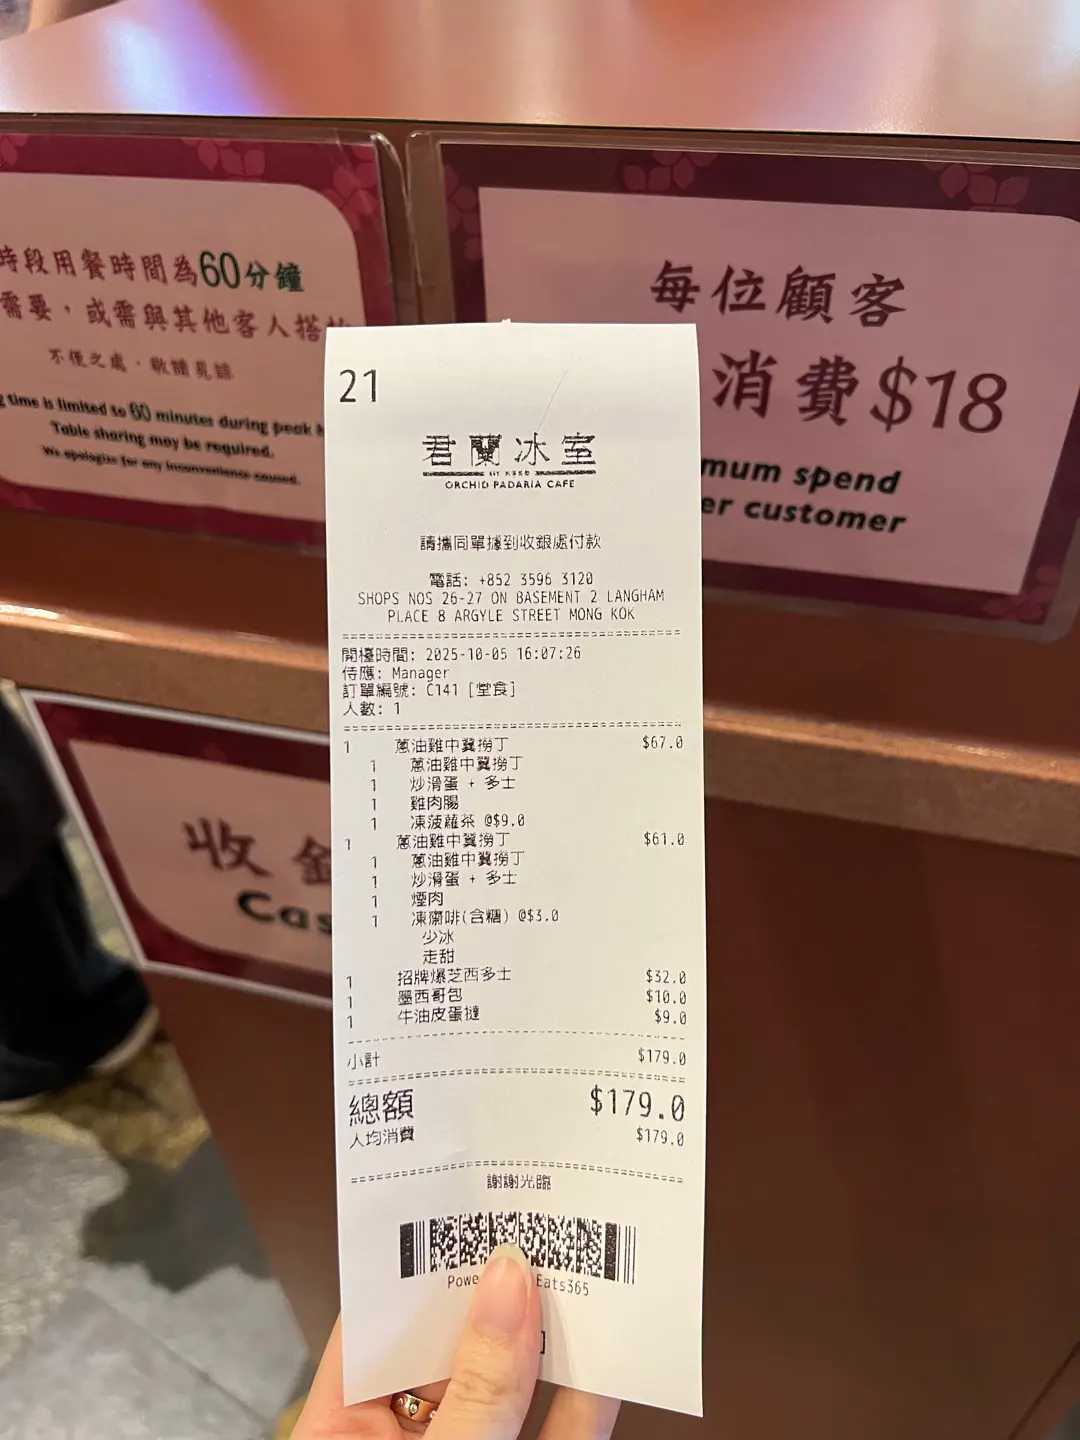 時段用餐時間為60分鐘
需要，或需與其他客人搭
不便之處，敬請見諒
time is limited to 60 minutes during peak
Table sharing may be required.
We apologize for any inconvenience caused.
每位顧客
消費$18
mum spend
er customer
收
Cas
21
君蘭冰室
BY KEKE
ORCHID PADARIA CAFE
請攜同單據到收銀處付款
電話: +852 3596 3120
SHOPS NOS 26-27 ON BASEMENT 2 LANGHAM
PLACE 8 ARGYLE STREET MONG KOK
開檯時間: 2025-10-05 16:07:26
侍應: Manager
訂單編號: C141 [堂食]
人數: 1
1 蔥油雞中翼撈丁 $67.0
1 蔥油雞中翼撈丁
1 炒滑蛋 + 多士
1 雞肉腸
1 凍菠蘿茶 @$9.0
1 蔥油雞中翼撈丁 $61.0
1 蔥油雞中翼撈丁
1 炒滑蛋 + 多士
1 煙肉
1 凍齋啡(含糖) @$3.0
少冰
走甜
1 招牌爆芝西多士 $32.0
1 墨西哥包 $10.0
1 牛油皮蛋撻 $9.0
小計 $179.0
總額 $179.0
人均消費 $179.0
謝謝光臨
Powe Eats365